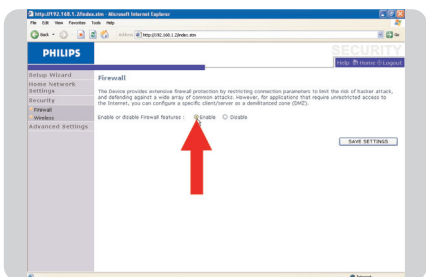 http://192.168.1.2/index.stm - Microsoft Internet Explorer
File Edit View Favorites Tools Help
Back
Address http://192.168.1.2/index.stm
Go
PHILIPS
SECURITY
Help Home Logout
Setup Wizard
Home Network Settings
Security
Firewall
Wireless
Advanced Settings
Firewall
The Device provides extensive firewall protection by restricting connection parameters to limit the risk of hacker attack,
and defending against a wide array of common attacks. However, for applications that require unrestricted access to
the Internet, you can configure a specific client/server as a demilitarized zone (DMZ).
Enable or disable Firewall features : Enable Disable
SAVE SETTINGS
Internet